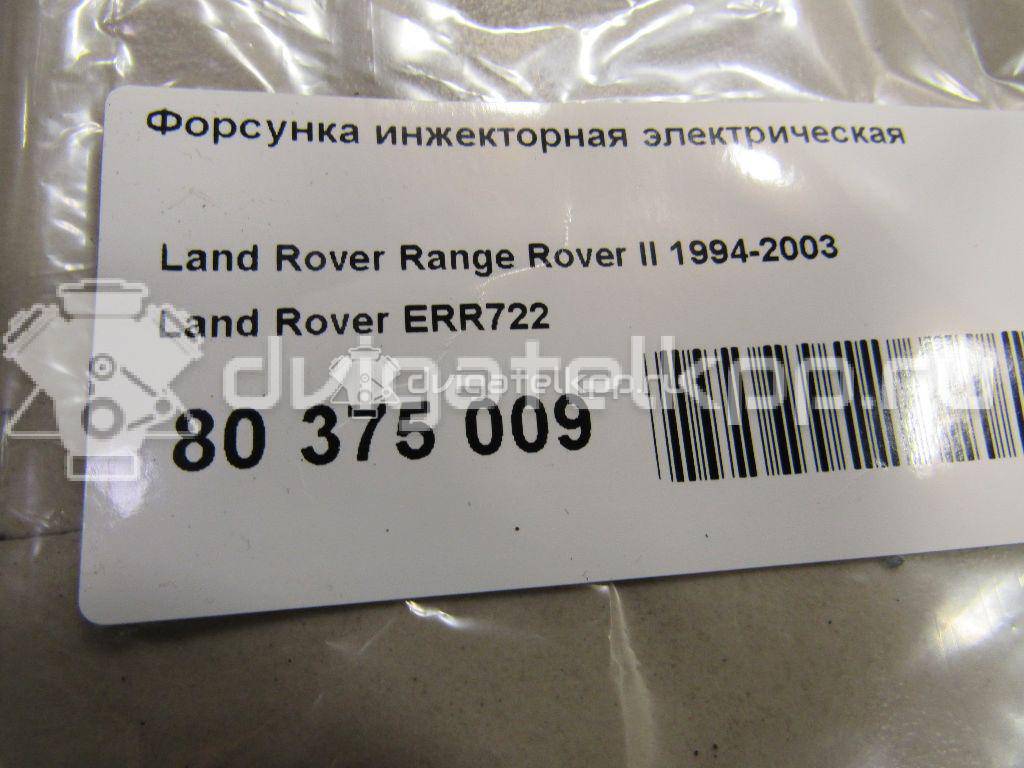 Форсунка инжекторная электрическая
Land Rover Range Rover II 1994-2003
Land Rover ERR722
dvigatelkpp.ru
dvigatelkpp.ru
80 375 009